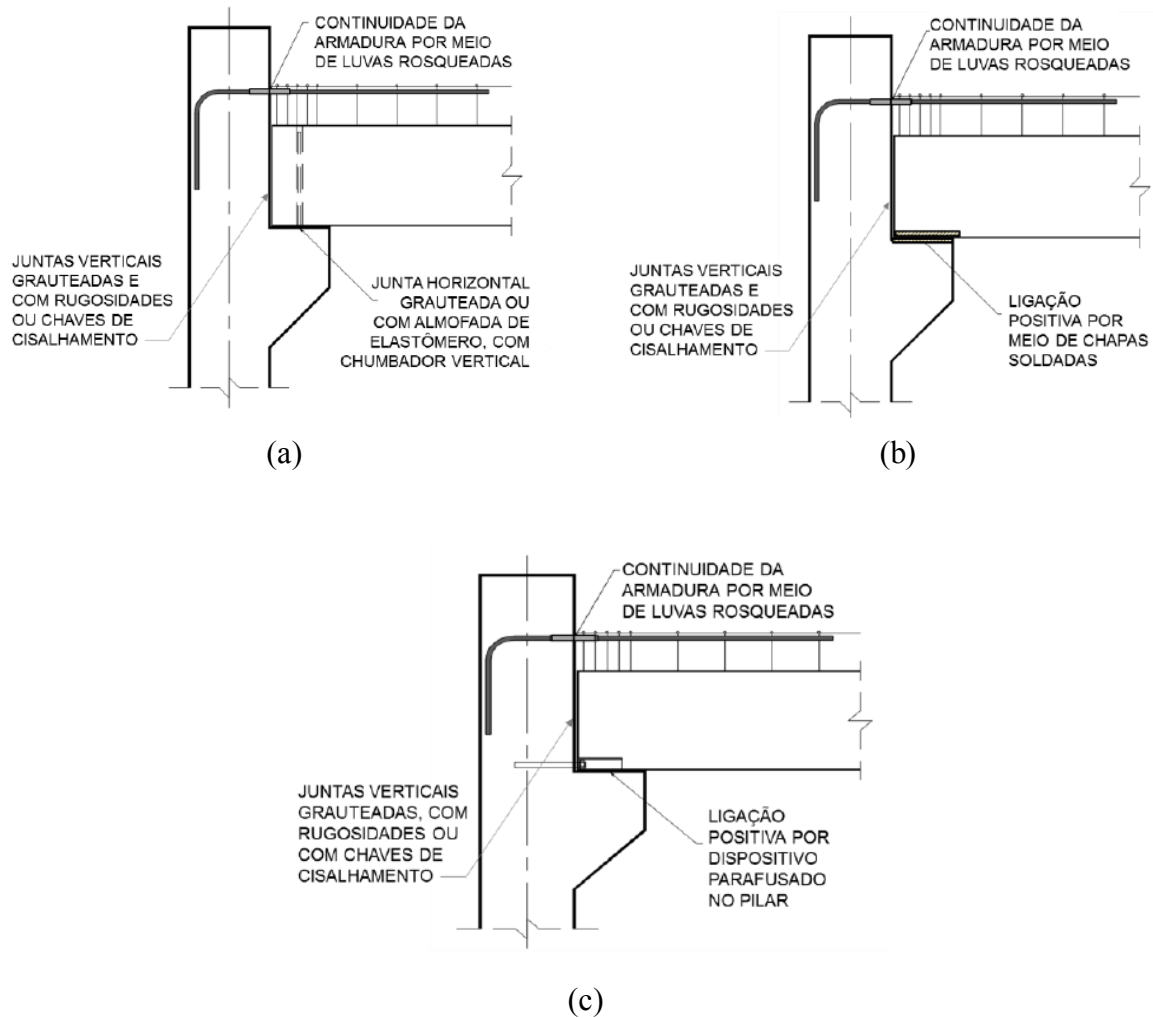 CONTINUIDADE DA
ARMADURA POR MEIO
DE LUVAS ROSQUEADAS
JUNTAS VERTICAIS
GRAUTEADAS E
COM RUGOSIDADES
OU CHAVES DE
CISALHAMENTO
JUNTA HORIZONTAL
GRAUTEADA OU
COM ALMOFADA DE
ELASTÔMERO, COM
CHUMBADOR VERTICAL
(a)
CONTINUIDADE DA
ARMADURA POR MEIO
DE LUVAS ROSQUEADAS
JUNTAS VERTICAIS
GRAUTEADAS E
COM RUGOSIDADES
OU CHAVES DE
CISALHAMENTO
LIGAÇÃO
POSITIVA POR
MEIO DE CHAPAS
SOLDADAS
(b)
CONTINUIDADE DA
ARMADURA POR MEIO
DE LUVAS ROSQUEADAS
JUNTAS VERTICAIS
GRAUTEADAS, COM
RUGOSIDADES OU
COM CHAVES DE
CISALHAMENTO
LIGAÇÃO
POSITIVA POR
DISPOSITIVO
PARAFUSADO
NO PILAR
(c)